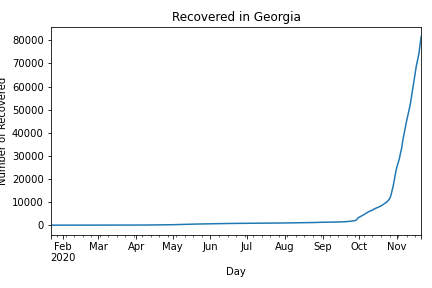 Recovered in Georgia
Number of Recovered
80000
70000
60000
50000
40000
30000
20000
10000
0
Feb Mar Apr May Jun Jul Aug Sep Oct Nov
2020
Day